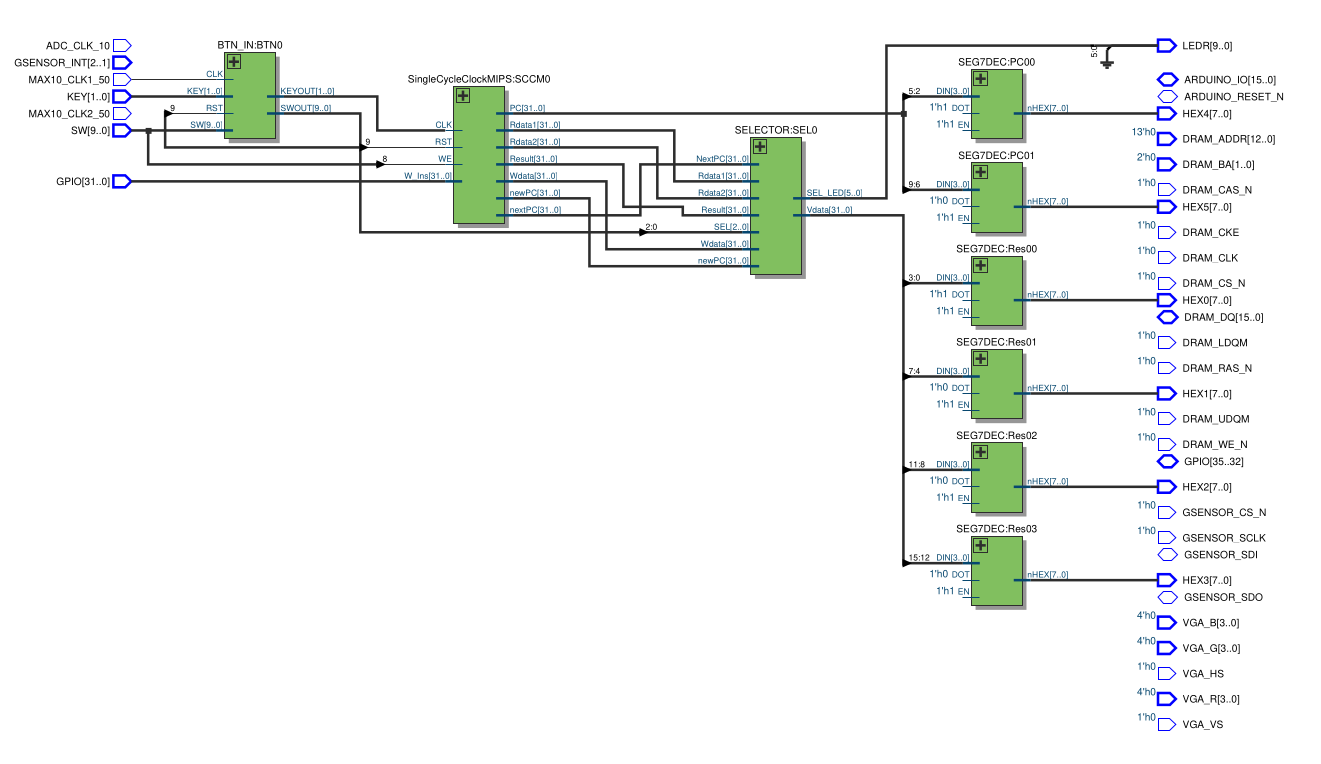 ADC_CLK_10
GSENSOR_INT[2..1]
MAX10_CLK1_50
KEY[1..0]
MAX10_CLK2_50
SW[9..0]
GPIO[31..0]
BTN_IN:BTN0
CLK
KEY[1..0]
RST
SW[9..0]
KEYOUT[1..0]
SWOUT[9..0]
9
9
8
SingleCycleClockMIPS:SCCM0
CLK
RST
WE
W_Ins[31..0]
PC[31..0]
Rdata1[31..0]
Rdata2[31..0]
Result[31..0]
Wdata[31..0]
newPC[31..0]
nextPC[31..0]
2:0
SELECTOR:SEL0
NextPC[31..0]
Rdata1[31..0]
Rdata2[31..0]
Result[31..0]
SEL[2..0]
Wdata[31..0]
newPC[31..0]
SEL_LED[5..0]
Vdata[31..0]
SEG7DEC:PC00
5:2
DIN[3..0]
1'h1 DOT
1'h1 EN
nHEX[7..0]
SEG7DEC:PC01
9:6
DIN[3..0]
1'h0 DOT
1'h1 EN
nHEX[7..0]
SEG7DEC:Res00
3:0
DIN[3..0]
1'h1 DOT
1'h1 EN
nHEX[7..0]
SEG7DEC:Res01
7:4
DIN[3..0]
1'h0 DOT
1'h1 EN
nHEX[7..0]
SEG7DEC:Res02
11:8
DIN[3..0]
1'h0 DOT
1'h1 EN
nHEX[7..0]
SEG7DEC:Res03
15:12
DIN[3..0]
1'h0 DOT
1'h1 EN
nHEX[7..0]
5:0
LEDR[9..0]
ARDUINO_IO[15..0]
ARDUINO_RESET_N
HEX4[7..0]
13'h0 DRAM_ADDR[12..0]
2'h0 DRAM_BA[1..0]
1'h0 DRAM_CAS_N
HEX5[7..0]
1'h0 DRAM_CKE
1'h0 DRAM_CLK
1'h0 DRAM_CS_N
HEX0[7..0]
DRAM_DQ[15..0]
1'h0 DRAM_LDQM
1'h0 DRAM_RAS_N
HEX1[7..0]
1'h0 DRAM_UDQM
1'h0 DRAM_WE_N
GPIO[35..32]
HEX2[7..0]
1'h0 GSENSOR_CS_N
1'h0 GSENSOR_SCLK
GSENSOR_SDI
HEX3[7..0]
GSENSOR_SDO
4'h0 VGA_B[3..0]
4'h0 VGA_G[3..0]
1'h0 VGA_HS
4'h0 VGA_R[3..0]
1'h0 VGA_VS